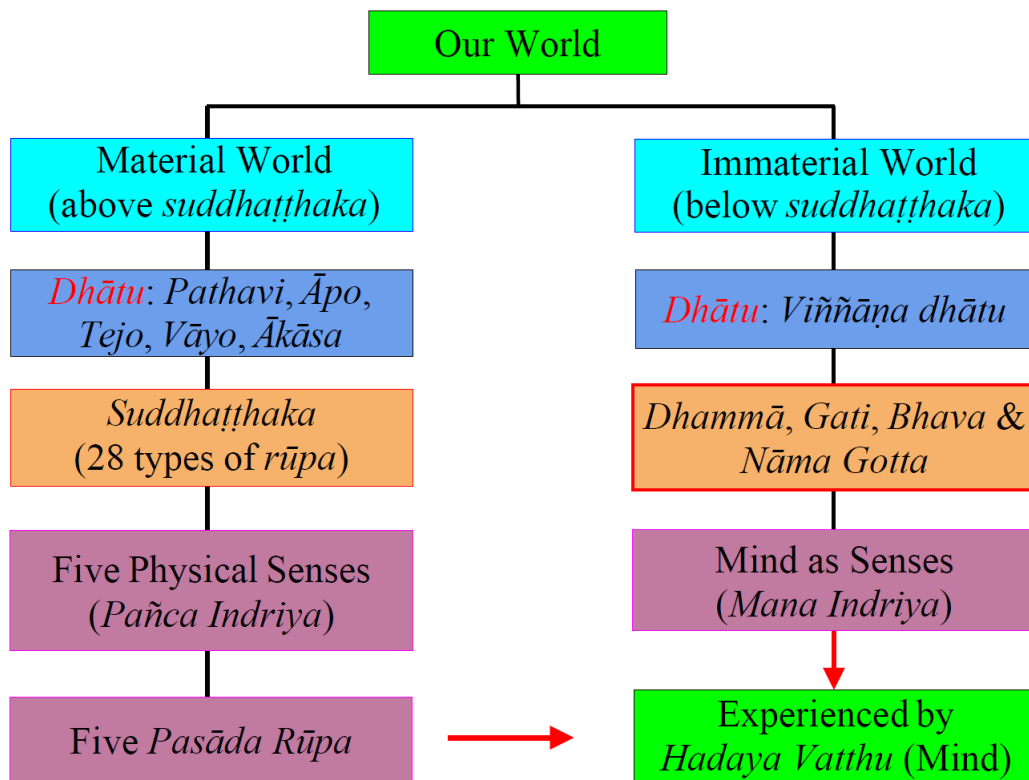 Our World
Material World
(above suddhaṭṭhaka)
Dhātu: Pathavi, Āpo,
Tejo, Vāyo, Ākāsa
Suddhaṭṭhaka
(28 types of rūpa)
Five Physical Senses
(Pañca Indriya)
Five Pasāda Rūpa
Immaterial World
(below suddhaṭṭhaka)
Dhātu: Viññāṇa dhātu
Dhammā, Gati, Bhava &
Nāma Gotta
Mind as Senses
(Mana Indriya)
Experienced by
Hadaya Vatthu (Mind)